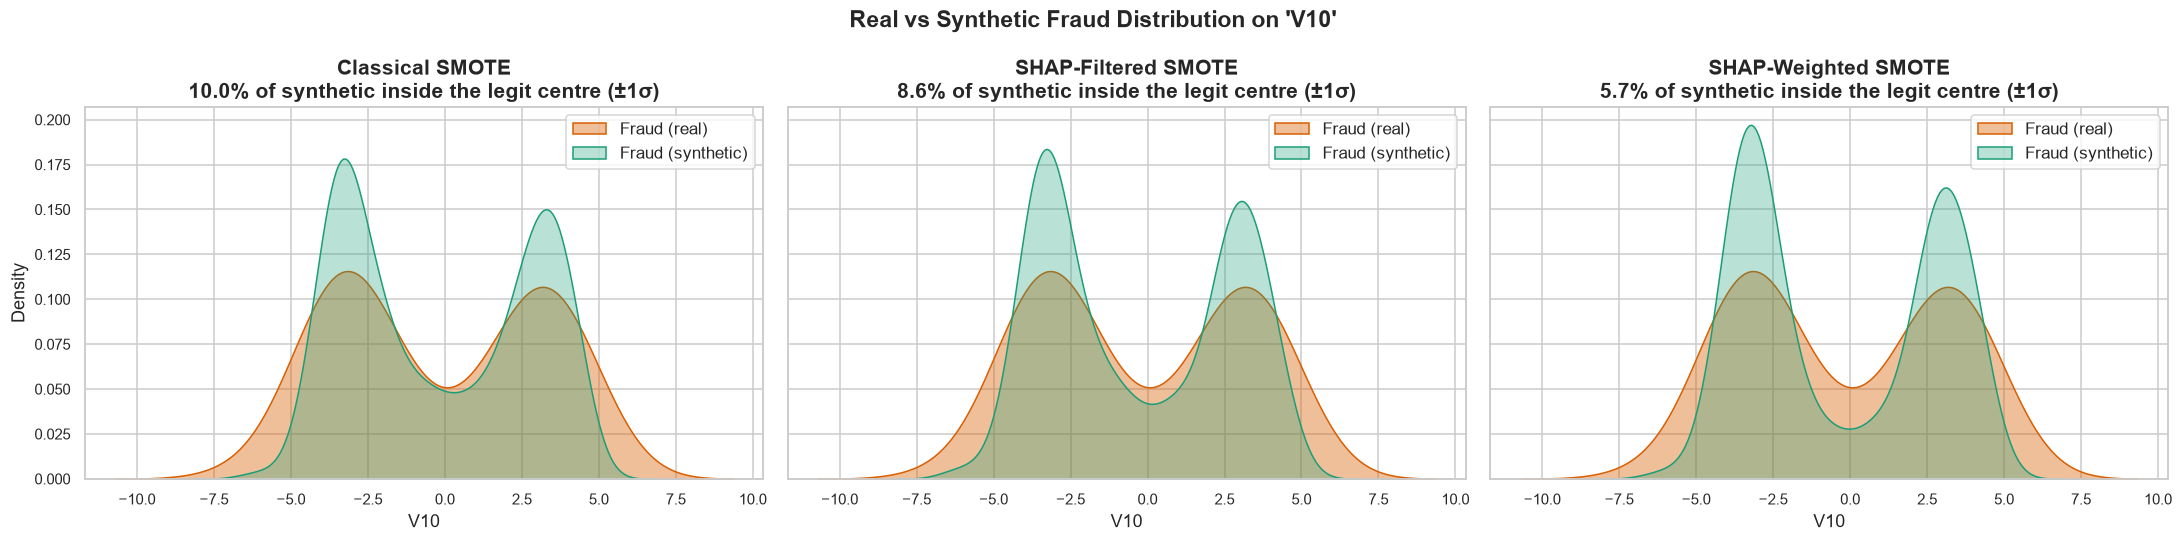 Real vs Synthetic Fraud Distribution on 'V10'
Classical SMOTE
10.0% of synthetic inside the legit centre (±1σ)
Fraud (real)
Fraud (synthetic)
0.200
0.175
0.150
0.125
0.100
0.075
0.050
0.025
0.000
Density
−10.0 −7.5 −5.0 −2.5 0.0 2.5 5.0 7.5 10.0
V10
SHAP-Filtered SMOTE
8.6% of synthetic inside the legit centre (±1σ)
Fraud (real)
Fraud (synthetic)
−10.0 −7.5 −5.0 −2.5 0.0 2.5 5.0 7.5 10.0
V10
SHAP-Weighted SMOTE
5.7% of synthetic inside the legit centre (±1σ)
Fraud (real)
Fraud (synthetic)
−10.0 −7.5 −5.0 −2.5 0.0 2.5 5.0 7.5 10.0
V10